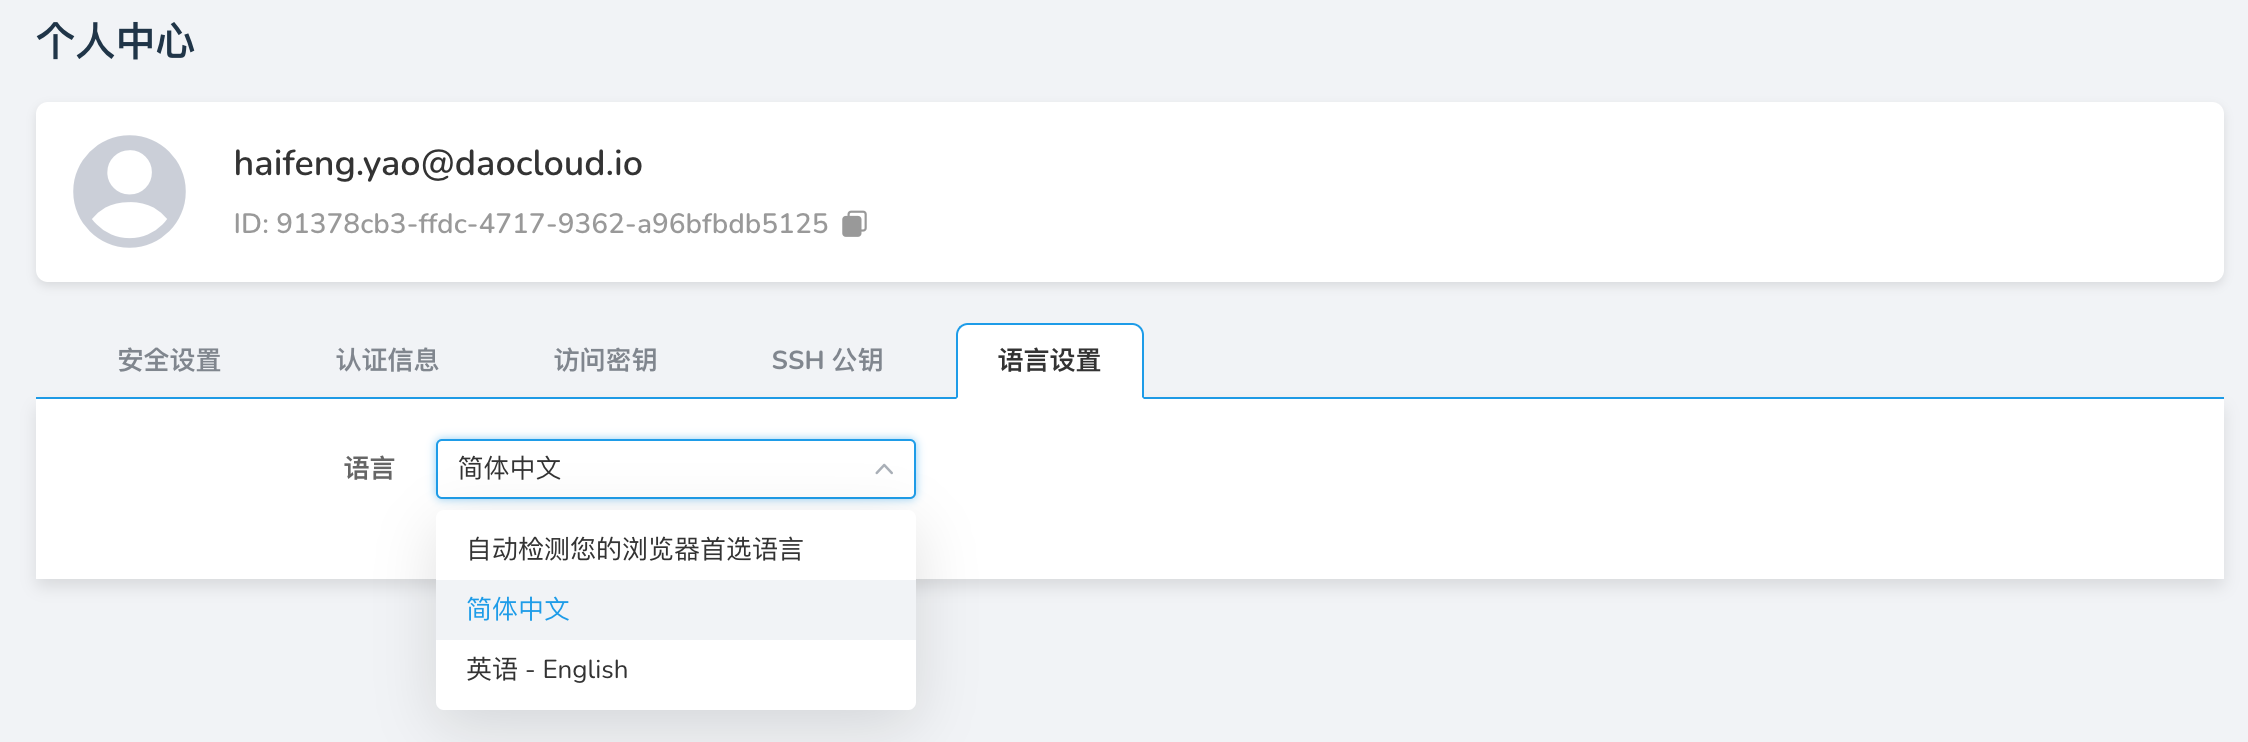 个人中心
haifeng.yao@daocloud.io
ID: 91378cb3-ffdc-4717-9362-a96bfbdb5125
安全设置 认证信息 访问密钥 SSH 公钥 语言设置
语言 简体中文
自动检测您的浏览器首选语言
简体中文
英语 - English